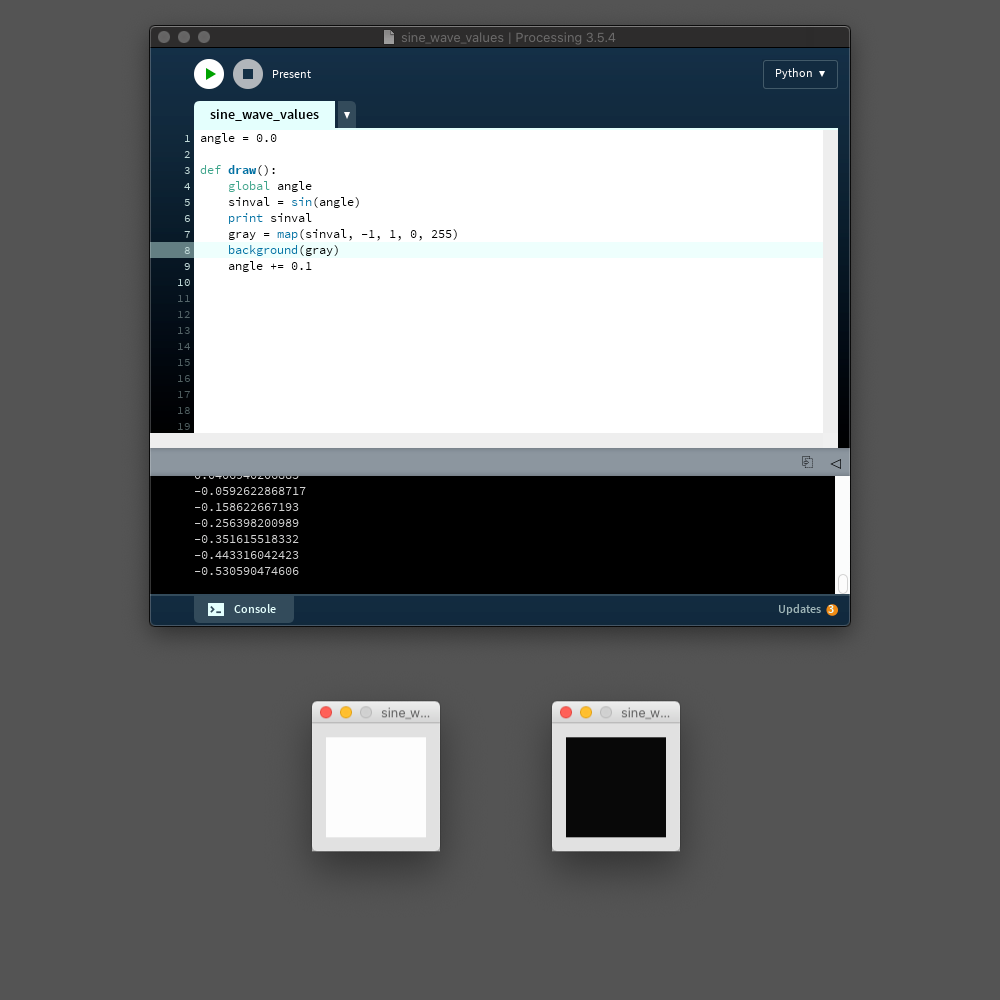 sine_wave_values | Processing 3.5.4
Present
Python ▾
sine_wave_values ▾
1 angle = 0.0
2
3 def draw():
4     global angle
5     sinval = sin(angle)
6     print sinval
7     gray = map(sinval, -1, 1, 0, 255)
8     background(gray)
9     angle += 0.1
10
11
12
13
14
15
16
17
18
19
-0.0592622868717
-0.158622667193
-0.256398200989
-0.351615518332
-0.443316042423
-0.530590474606
Console
Updates 3
sine_w...
sine_w...